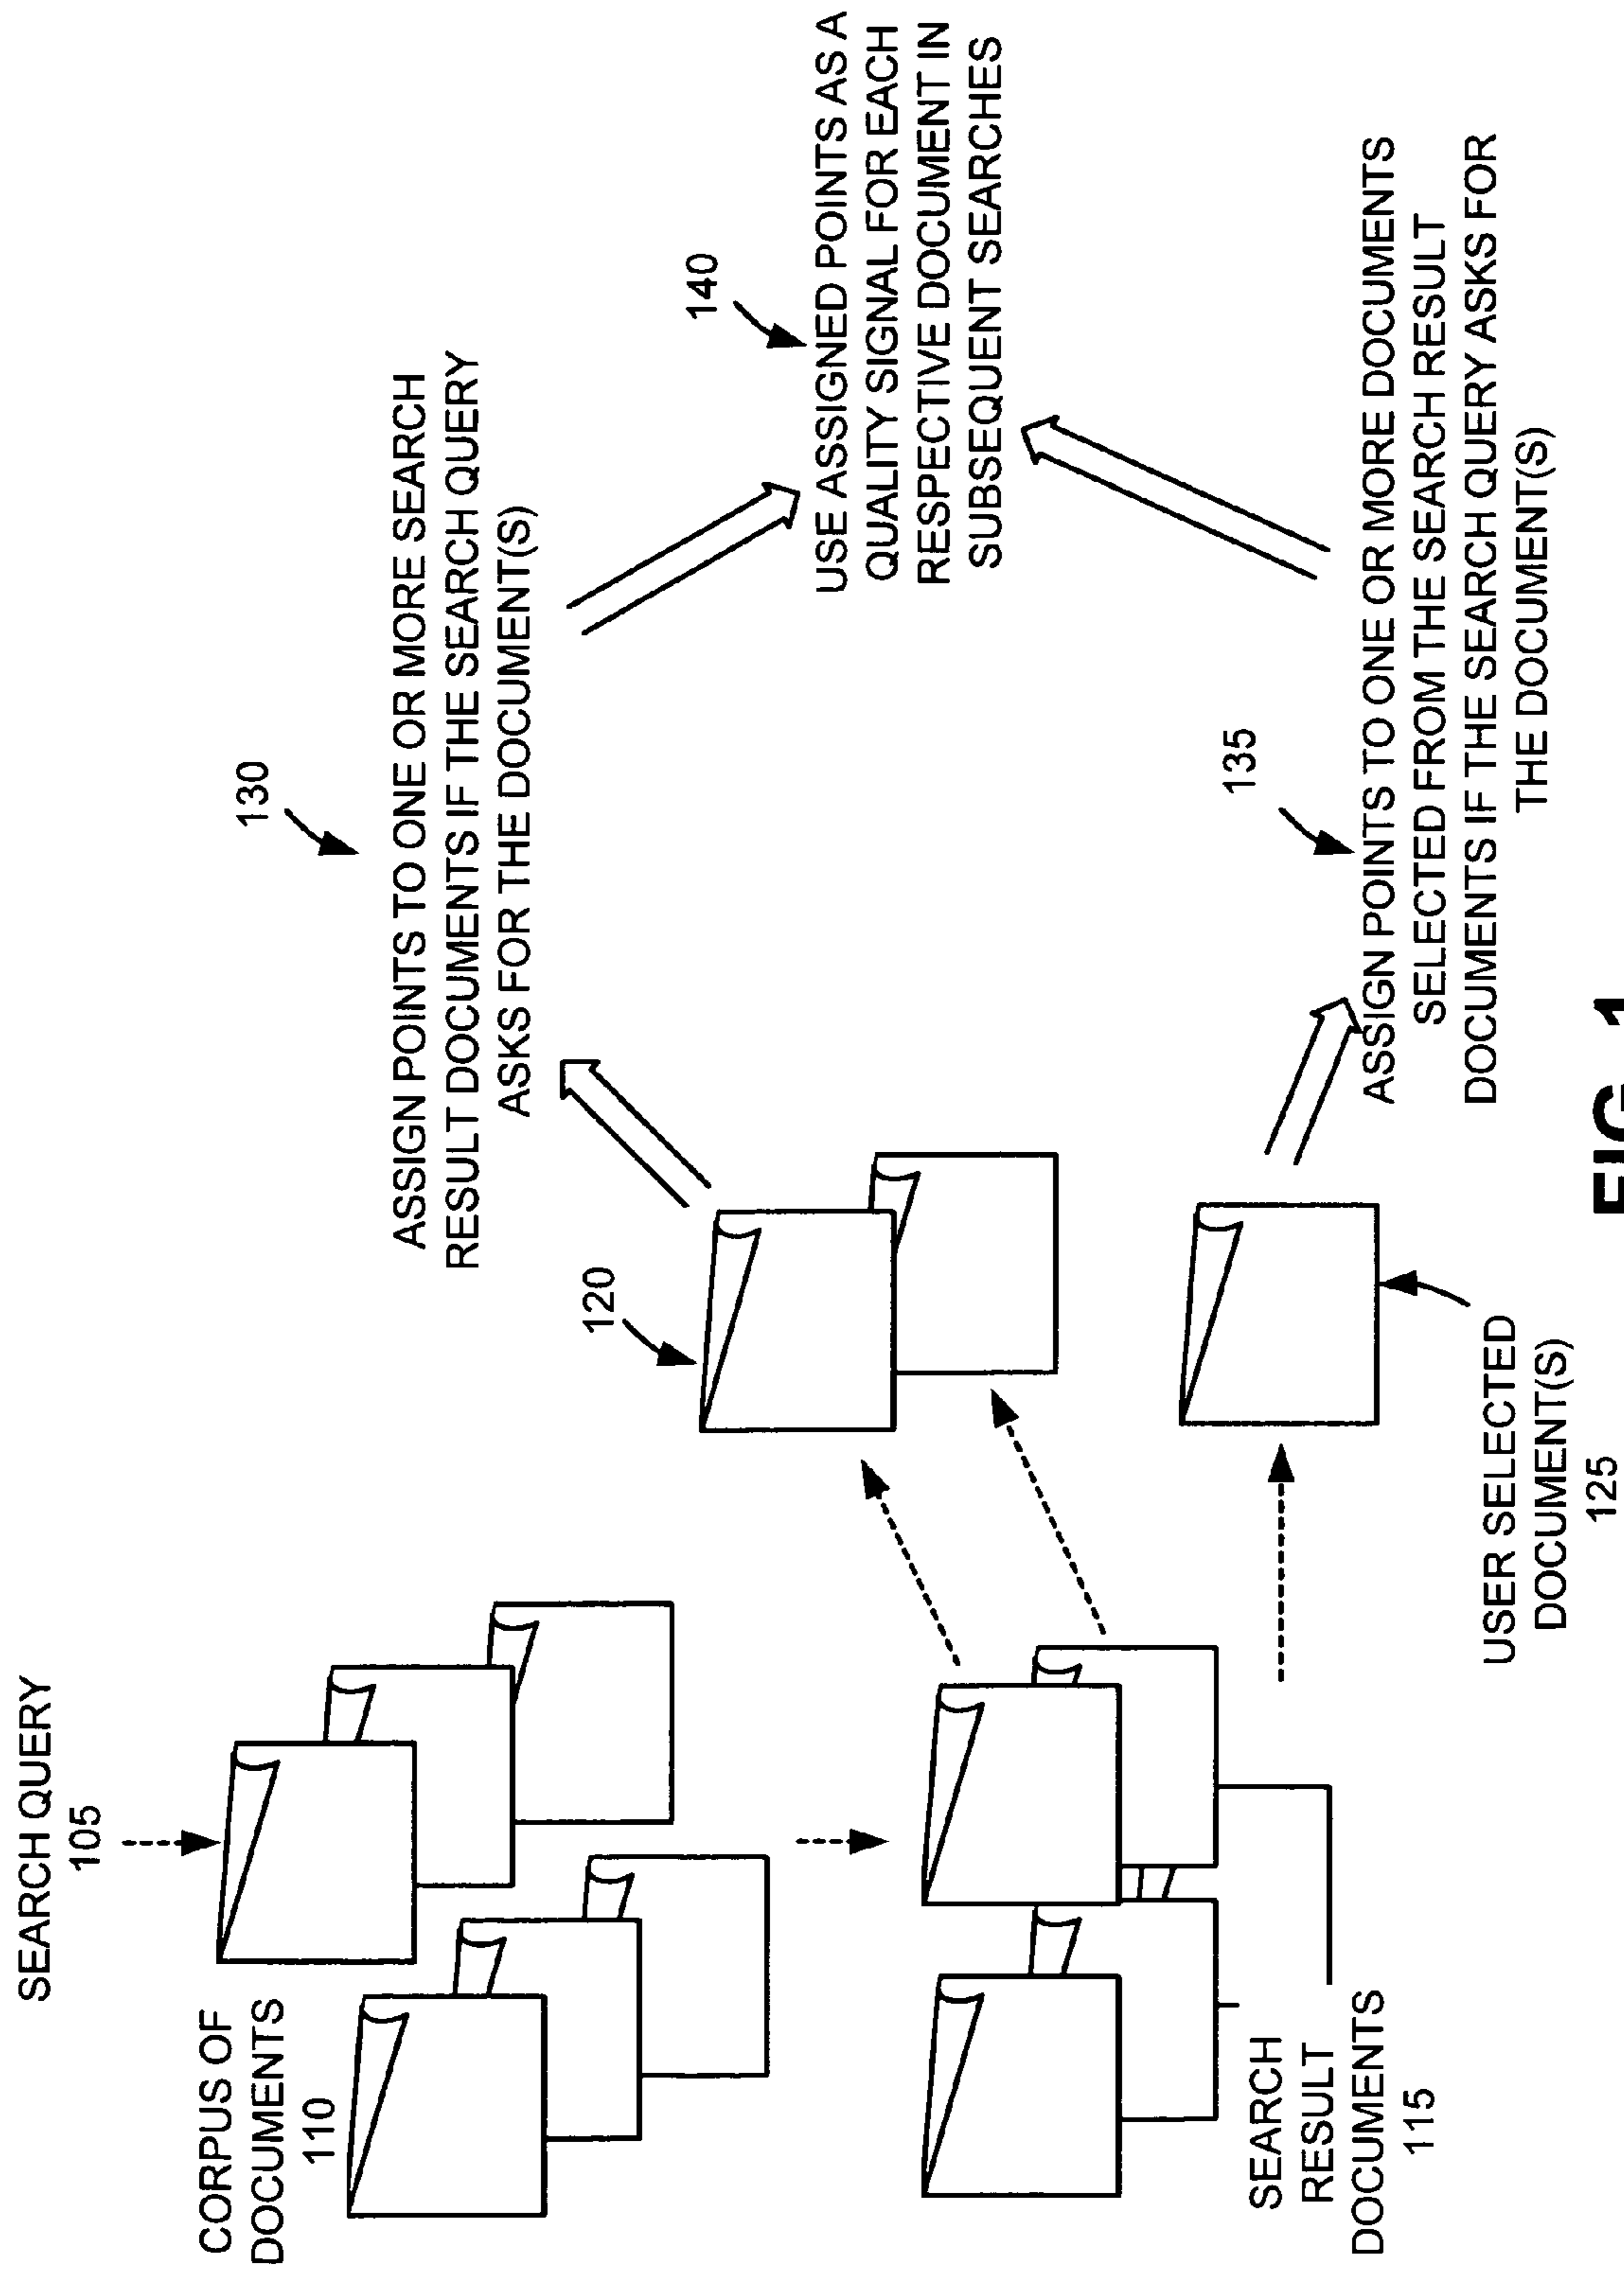 SEARCH QUERY
105
CORPUS OF
DOCUMENTS
110
SEARCH
RESULT
DOCUMENTS
115
120
USER SELECTED
DOCUMENT(S)
125
130
ASSIGN POINTS TO ONE OR MORE SEARCH
RESULT DOCUMENTS IF THE SEARCH QUERY
ASKS FOR THE DOCUMENT(S)
135
ASSIGN POINTS TO ONE OR MORE DOCUMENTS
SELECTED FROM THE SEARCH RESULT
DOCUMENTS IF THE SEARCH QUERY ASKS FOR
THE DOCUMENT(S)
140
USE ASSIGNED POINTS AS A
QUALITY SIGNAL FOR EACH
RESPECTIVE DOCUMENT IN
SUBSEQUENT SEARCHES
FIG. 1